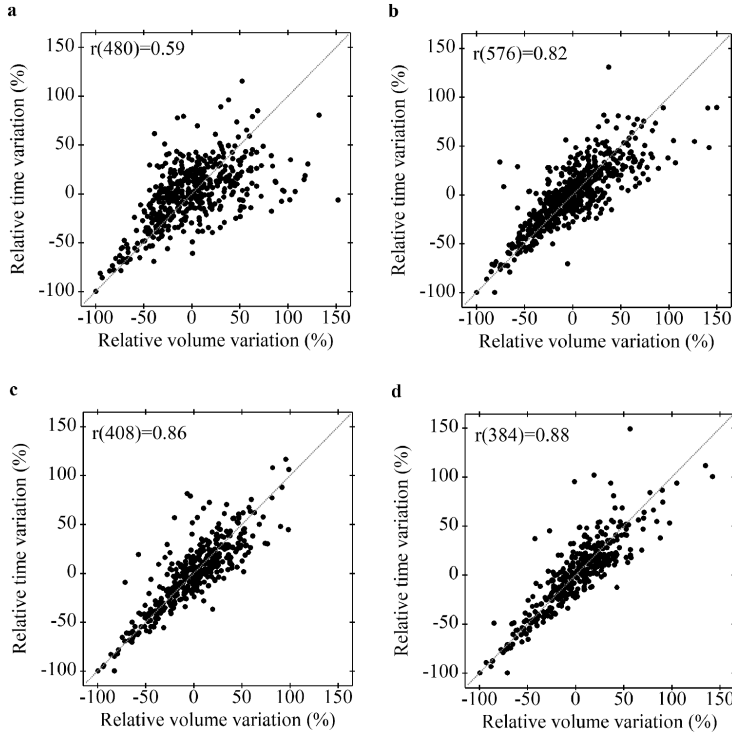 a
r(480)=0.59
150
100
50
0
-50
-100
Relative time variation (%)
-100 -50 0 50 100 150
Relative volume variation (%)
b
r(576)=0.82
150
100
50
0
-50
-100
Relative time variation (%)
-100 -50 0 50 100 150
Relative volume variation (%)
c
r(408)=0.86
150
100
50
0
-50
-100
Relative time variation (%)
-100 -50 0 50 100 150
Relative volume variation (%)
d
r(384)=0.88
150
100
50
0
-50
-100
Relative time variation (%)
-100 -50 0 50 100 150
Relative volume variation (%)